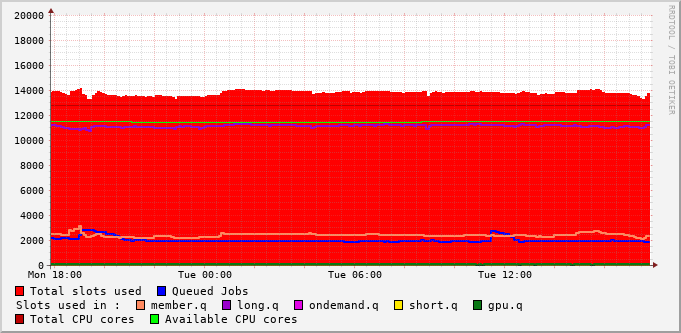 20000
18000
16000
14000
12000
10000
8000
6000
4000
2000
0
Mon 18:00 Tue 00:00 Tue 06:00 Tue 12:00
Total slots used Queued Jobs
Slots used in : member.q long.q ondemand.q short.q gpu.q
Total CPU cores Available CPU cores
RRDTOOL / TOBI OETIKER